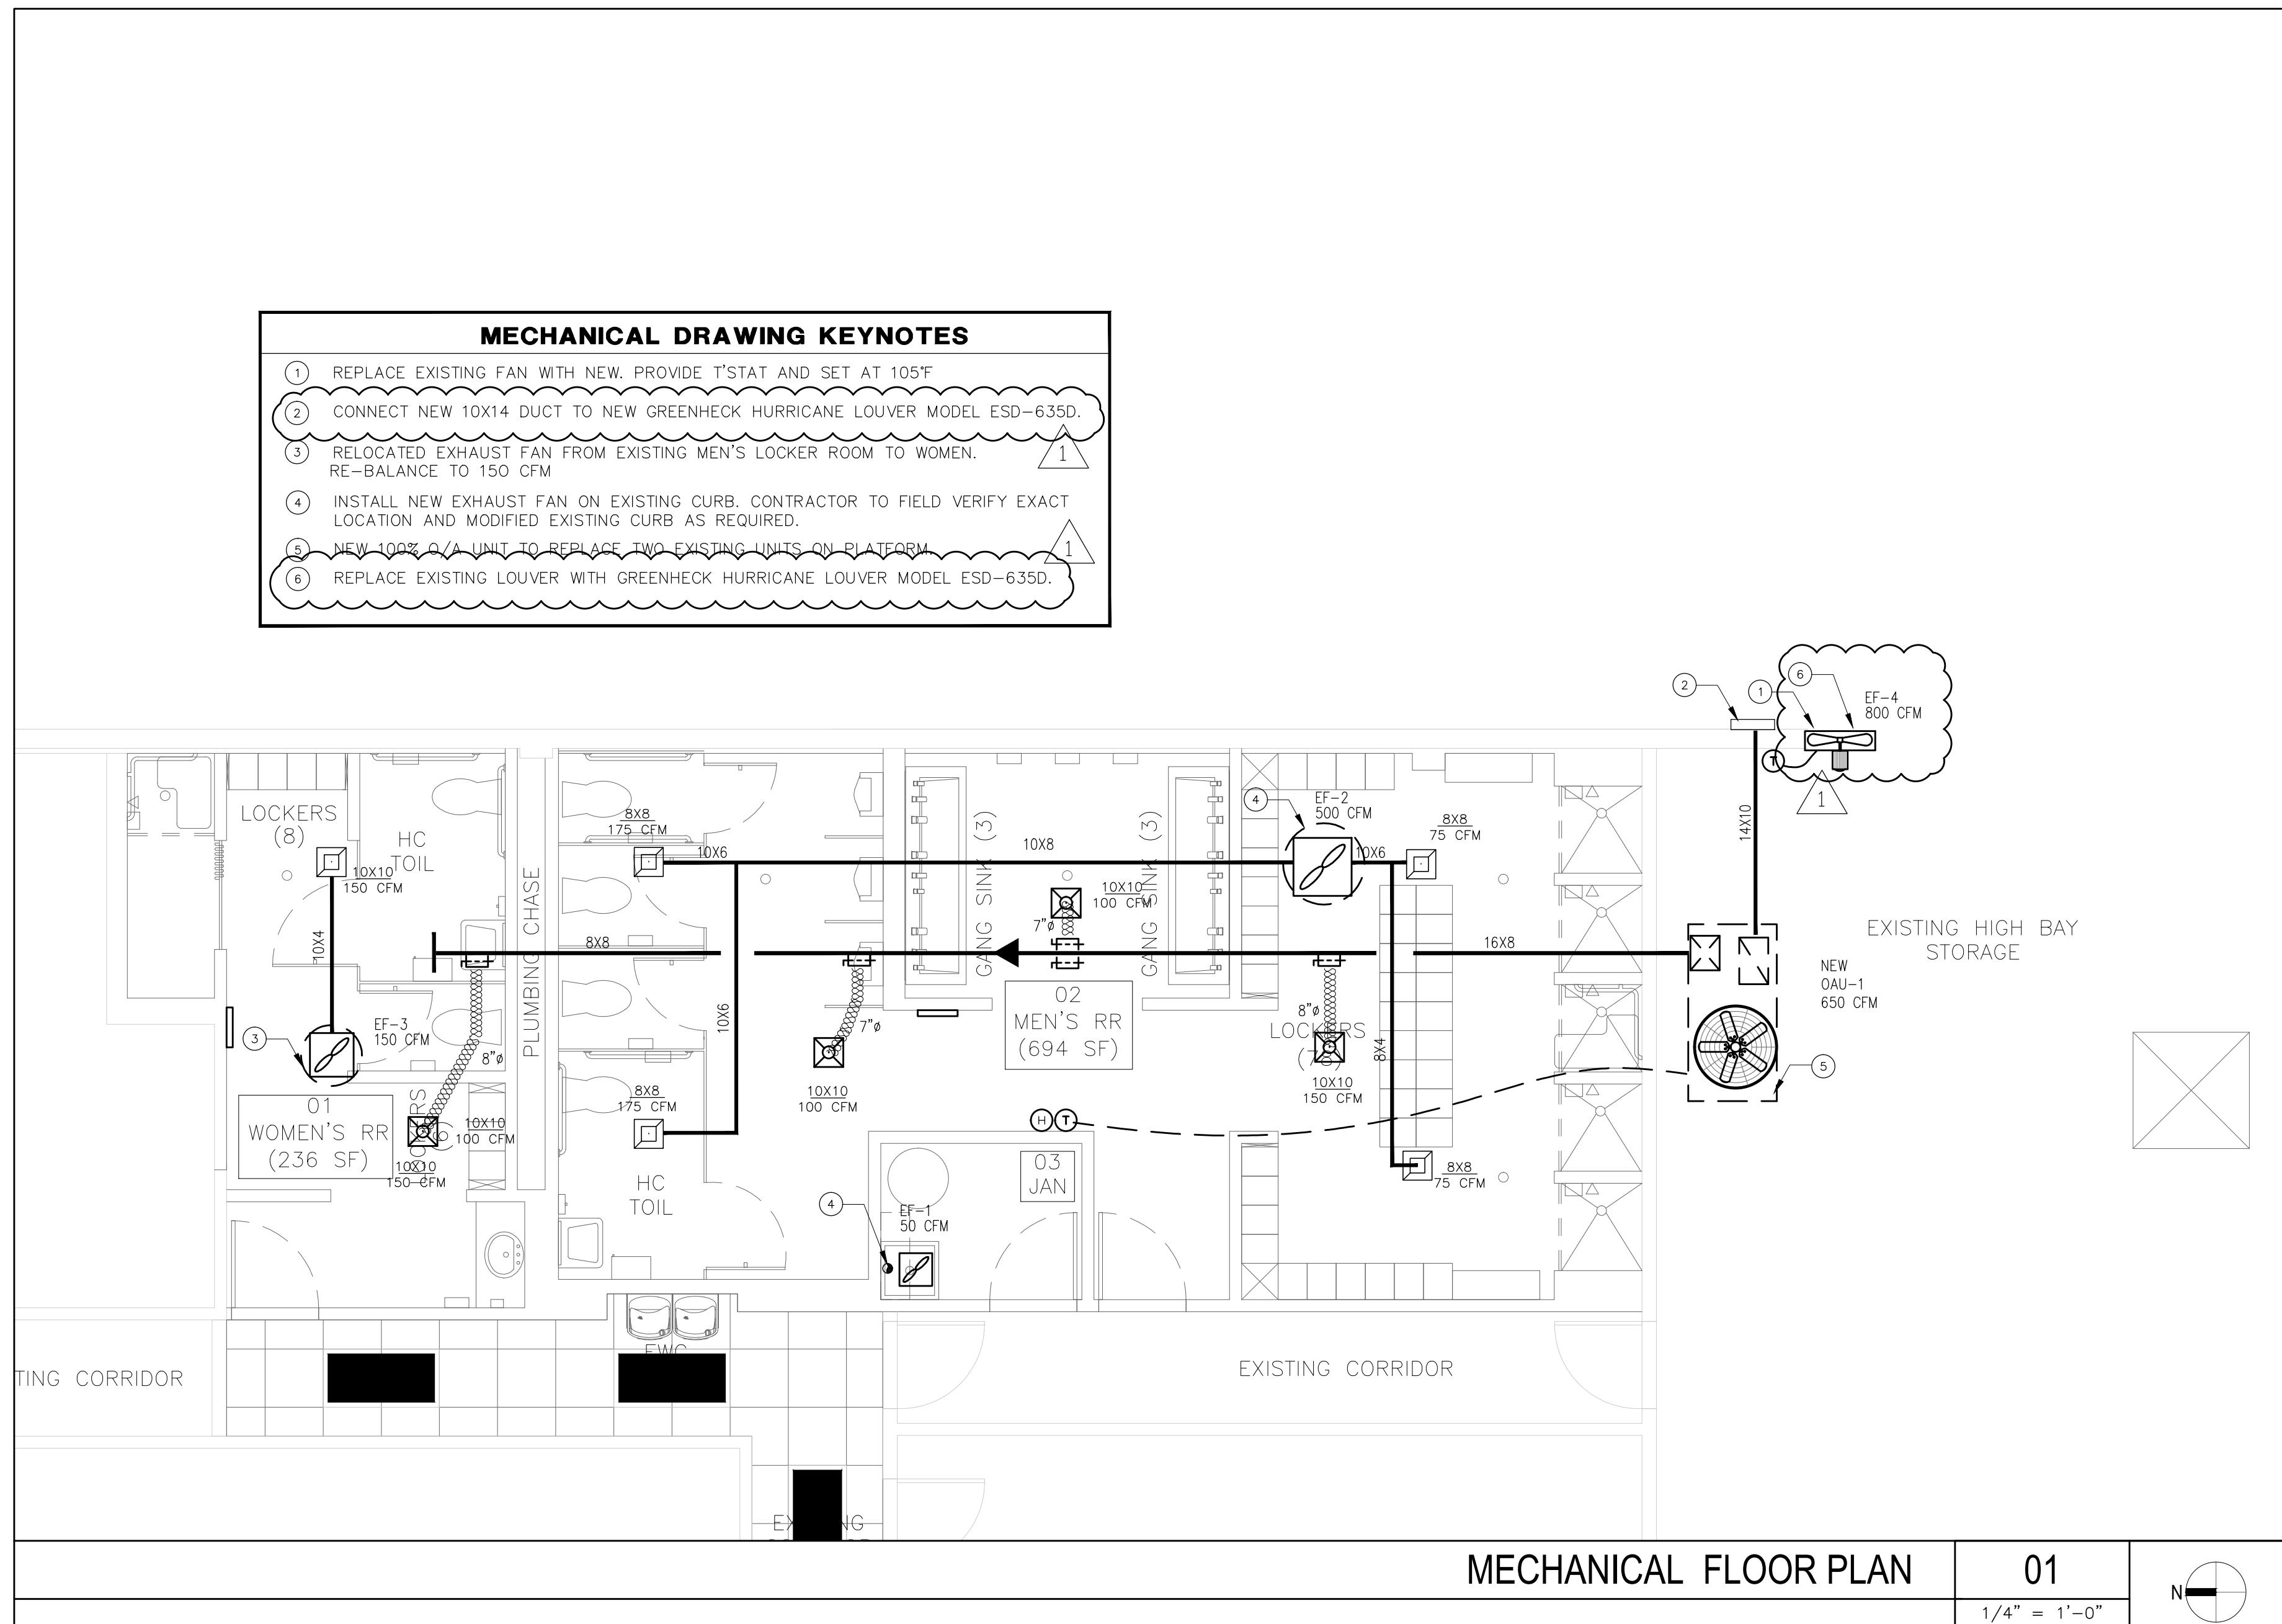 MECHANICAL DRAWING KEYNOTES
1 REPLACE EXISTING FAN WITH NEW. PROVIDE T'STAT AND SET AT 105°F
2 CONNECT NEW 10X14 DUCT TO NEW GREENHECK HURRICANE LOUVER MODEL ESD-635D.
3 RELOCATED EXHAUST FAN FROM EXISTING MEN'S LOCKER ROOM TO WOMEN.
RE-BALANCE TO 150 CFM
1
4 INSTALL NEW EXHAUST FAN ON EXISTING CURB. CONTRACTOR TO FIELD VERIFY EXACT
LOCATION AND MODIFIED EXISTING CURB AS REQUIRED.
5 NEW 100% O/A UNIT TO REPLACE TWO EXISTING UNITS ON PLATFORM.
1
6 REPLACE EXISTING LOUVER WITH GREENHECK HURRICANE LOUVER MODEL ESD-635D.
2
1
6
EF-4
800 CFM
T
1
14X10
LOCKERS
(8)
HC
TOIL
10X10
150 CFM
10X4
3
EF-3
150 CFM
8"ø
01
WOMEN'S RR
(236 SF)
LOCKERS
(6)
10X10
100 CFM
10X10
150 CFM
PLUMBING CHASE
8X8
175 CFM
10X6
8X8
10X6
8X8
175 CFM
HC
TOIL
GANG SINK (3)
10X8
GANG SINK (3)
10X10
100 CFM
7"ø
7"ø
10X10
100 CFM
02
MEN'S RR
(694 SF)
H
T
4
EF-2
500 CFM
10X6
8X8
75 CFM
16X8
8"ø
LOCKERS
10X10
150 CFM
8X4
8X8
75 CFM
03
JAN
4
EF-1
50 CFM
EXISTING HIGH BAY
STORAGE
NEW
OAU-1
650 CFM
5
EWC
TING CORRIDOR
EXISTING CORRIDOR
EX
NG
MECHANICAL FLOOR PLAN
01
1/4" = 1'-0"
N